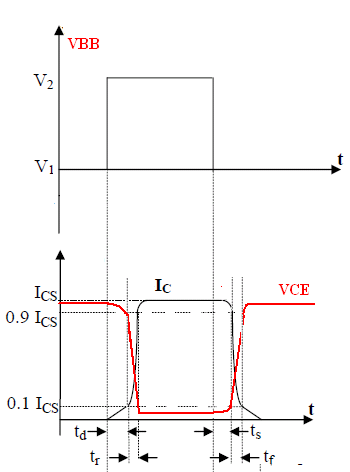 VBB
V2
V1
t
ICS
IC
VCE
0.9 ICS
0.1 ICS
t
td
ts
tr
tf